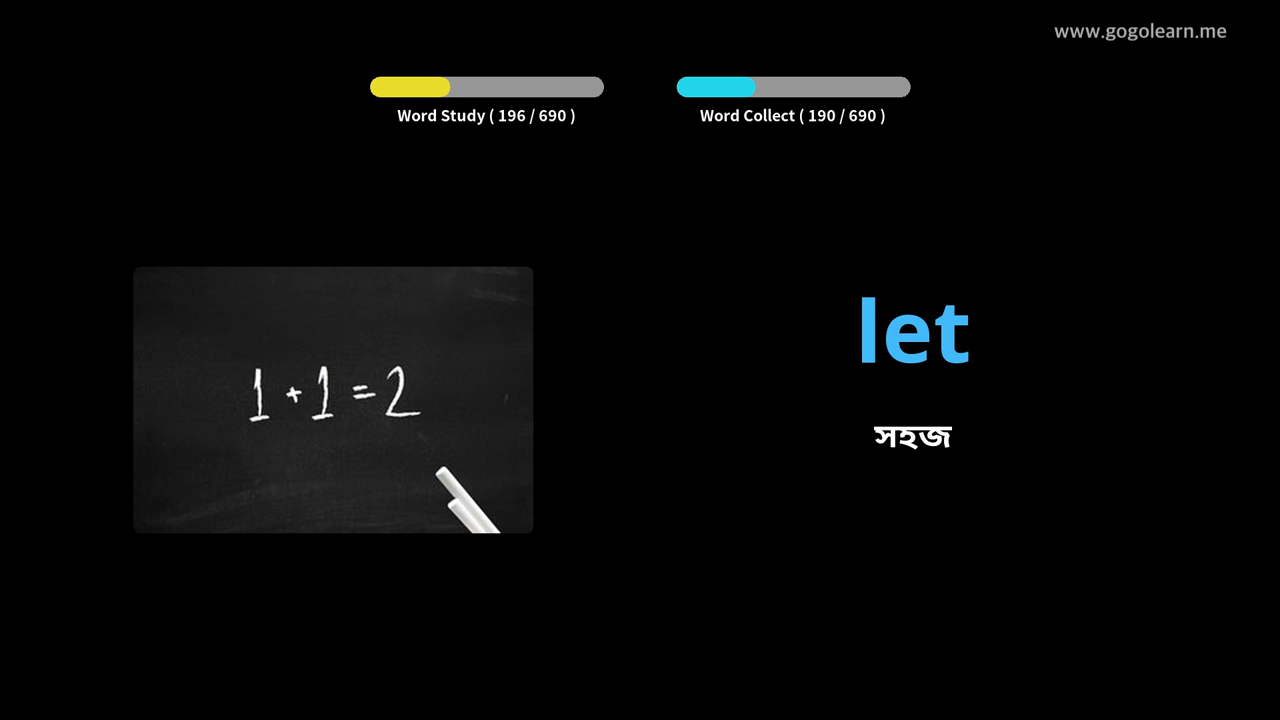 www.gogolearn.me
Word Study ( 196 / 690 )
Word Collect ( 190 / 690 )
1 + 1 = 2
let
সহজ